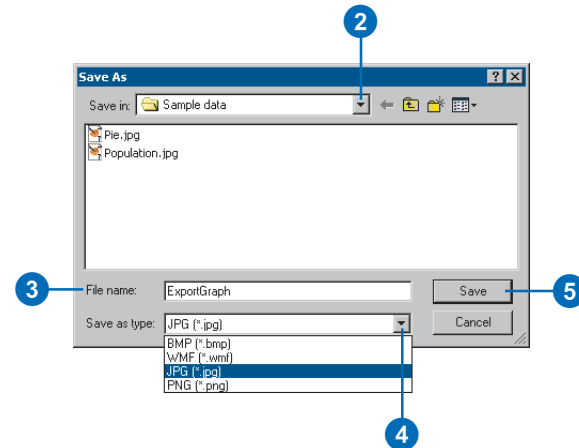 2
Save As
Save in: Sample data
Pie.jpg
Population.jpg
3
File name: ExportGraph Save
5
Save as type: JPG (*.jpg) Cancel
BMP (*.bmp)
WMF (*.wmf)
JPG (*.jpg)
PNG (*.png)
4